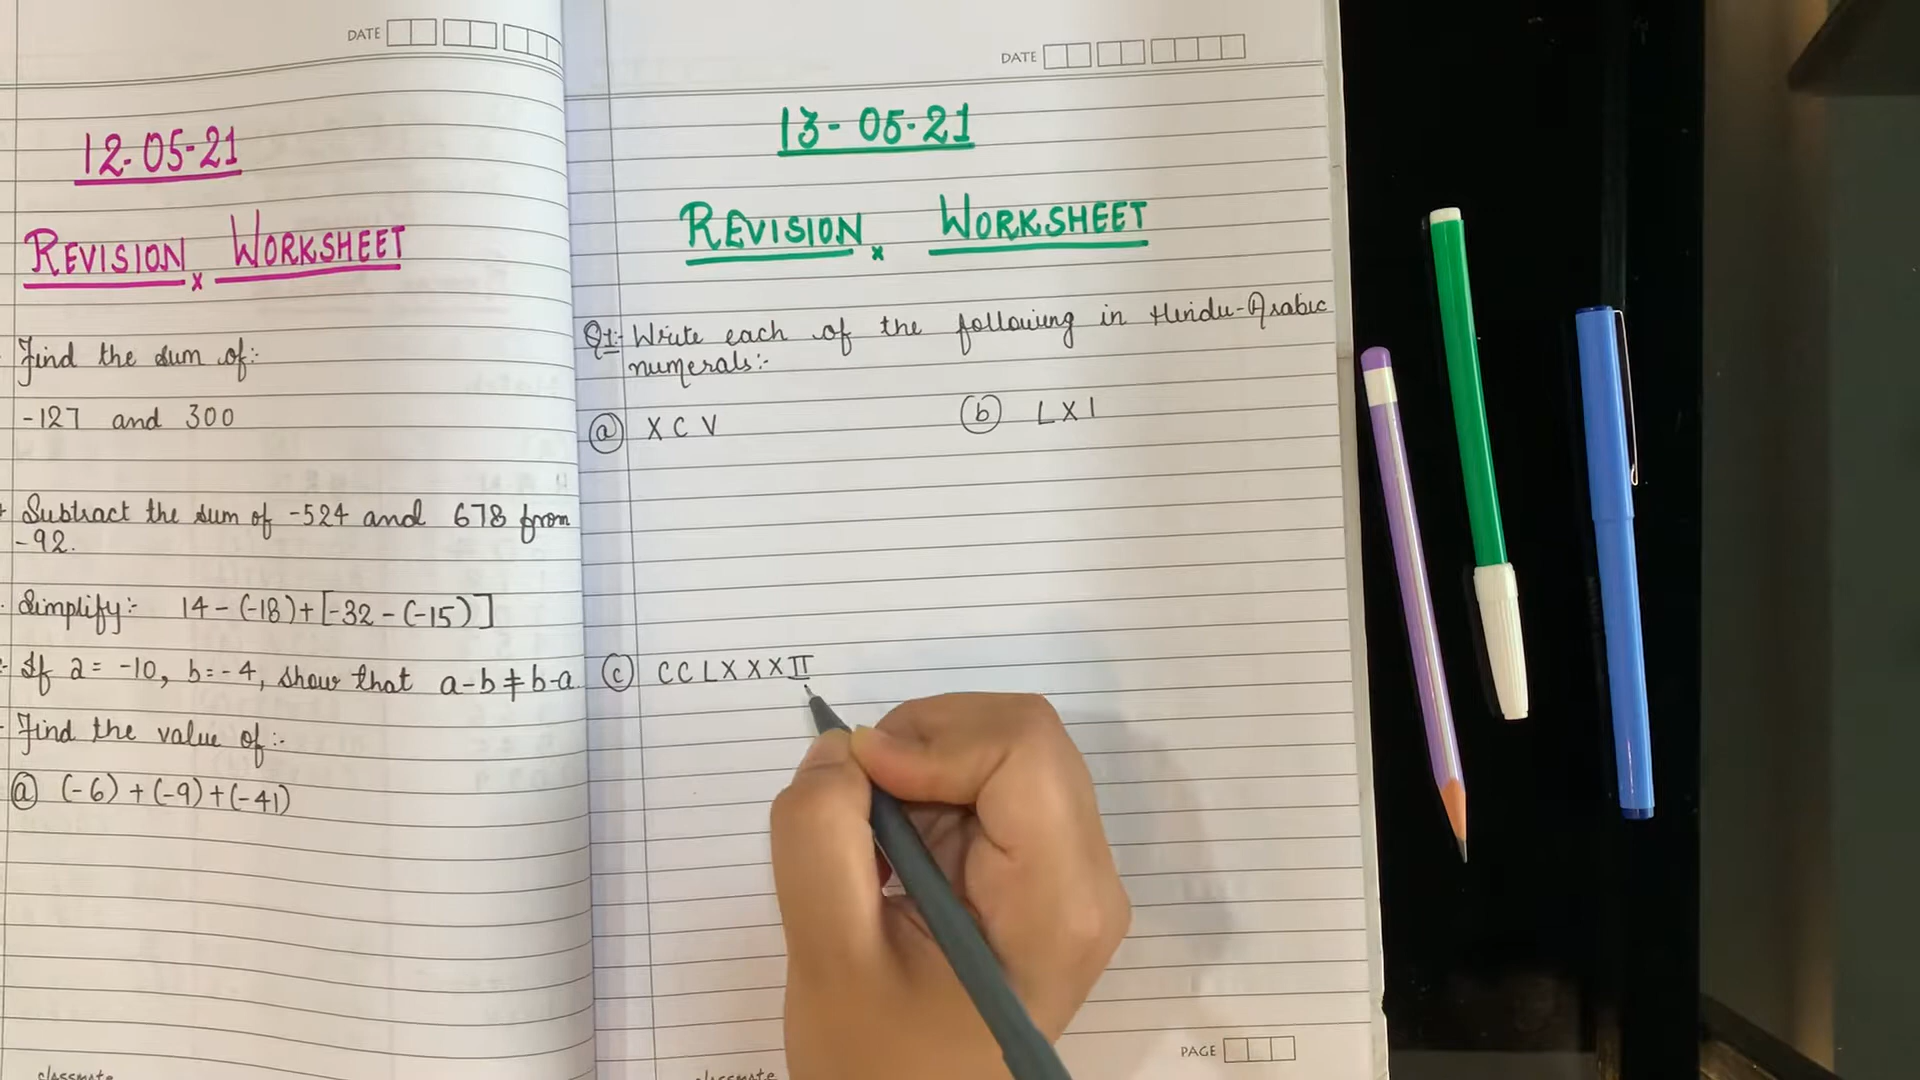 DATE
12-05-21
REVISION x WORKSHEET
Find the sum of:-
-127 and 300
Subtract the sum of -524 and 678 from
-92.
Simplify:- 14-(-18)+[-32-(-15)]
If a = -10, b = -4, show that a-b ≠ b-a
Find the value of:-
ⓐ (-6)+(-9)+(-41)
classmate
DATE
13-05-21
REVISION x WORKSHEET
Q1:- Write each of the following in Hindu-Arabic
numerals:-
ⓐ XCV ⓑ LXI
ⓒ CCLXXXII
PAGE
classmate